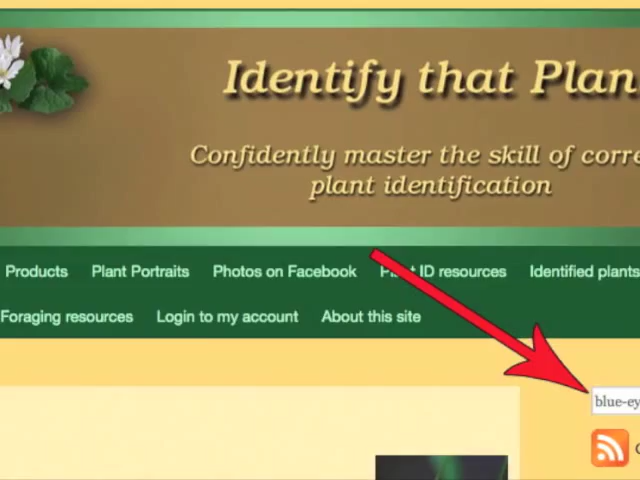 Identify that Plan
Confidently master the skill of corre
plant identification
Products Plant Portraits Photos on Facebook Plant ID resources Identified plants
Foraging resources Login to my account About this site
blue-ey